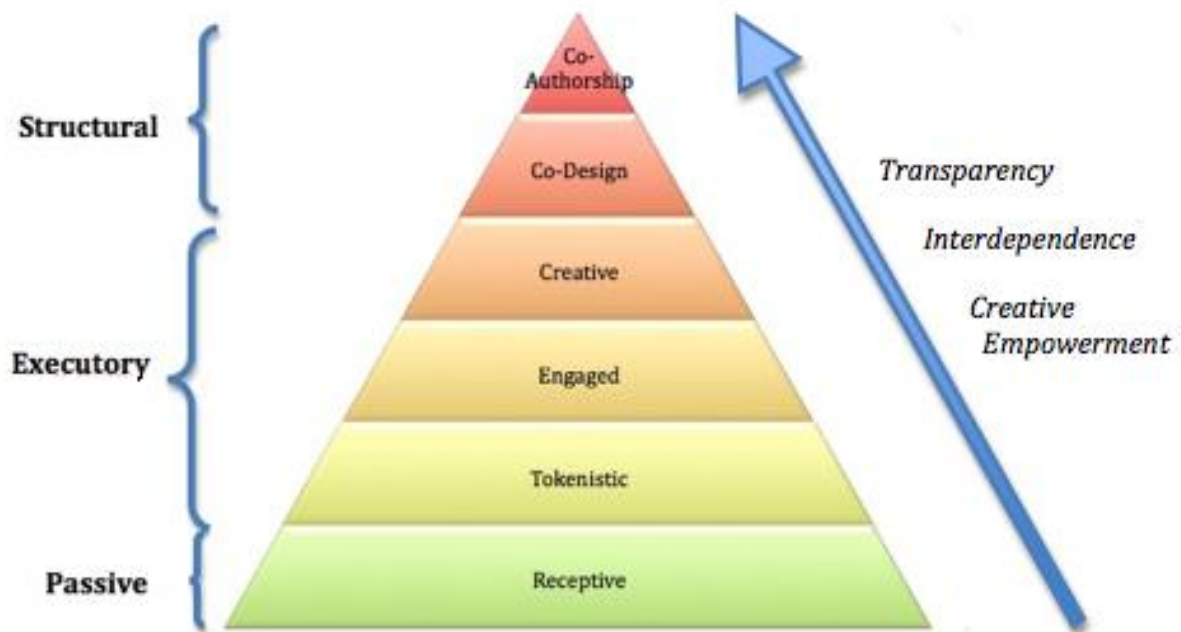 Co-
Authorship
Structural
Co-Design
Transparency
Interdependence
Creative
Creative
Empowerment
Executory
Engaged
Tokenistic
Passive
Receptive